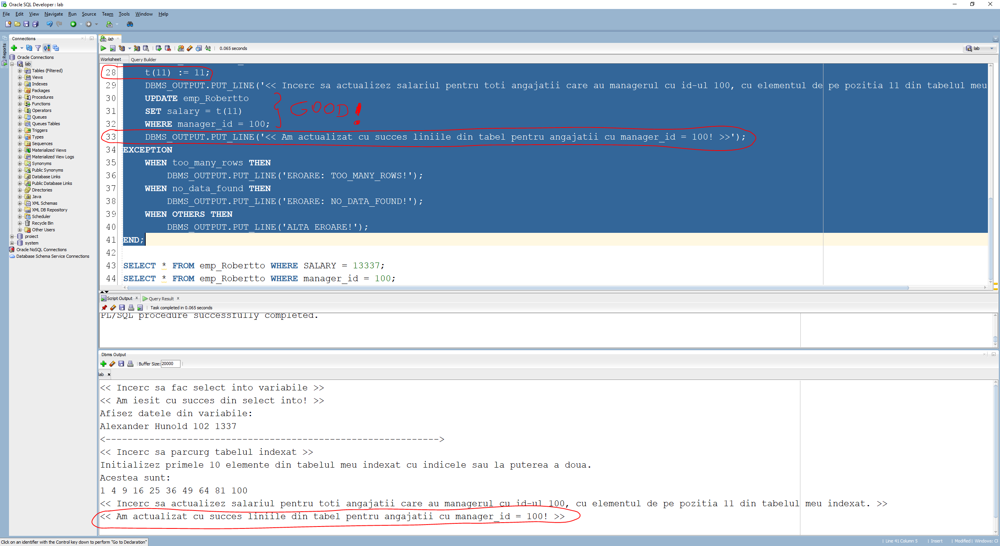 Oracle SQL Developer : lab
File Edit View Navigate Run Source Team Tools Window Help
Connections
Reports
Oracle Connections
lab
Tables (Filtered)
Views
Indexes
Packages
Procedures
Functions
Operators
Queues
Queues Tables
Triggers
Types
Sequences
Materialized Views
Materialized View Logs
Synonyms
Public Synonyms
Database Links
Public Database Links
Directories
Java
XML Schemas
XML DB Repository
Scheduler
Recycle Bin
Other Users
proiect
system
Oracle NoSQL Connections
Database Schema Service Connections
lab
0.065 seconds
lab
Worksheet Query Builder
28 t(11) := 11;
29 DBMS_OUTPUT.PUT_LINE('<< Incerc sa actualizez salariul pentru toti angajatii care au managerul cu id-ul 100, cu elementul de pe pozitia 11 din tabelul meu
30 UPDATE emp_Robertto
31 SET salary = t(11)
32 WHERE manager_id = 100;
GOOD!
33 DBMS_OUTPUT.PUT_LINE('<< Am actualizat cu succes liniile din tabel pentru angajatii cu manager_id = 100! >>');
34 EXCEPTION
35 WHEN too_many_rows THEN
36 DBMS_OUTPUT.PUT_LINE('EROARE: TOO_MANY_ROWS!');
37 WHEN no_data_found THEN
38 DBMS_OUTPUT.PUT_LINE('EROARE: NO_DATA_FOUND!');
39 WHEN OTHERS THEN
40 DBMS_OUTPUT.PUT_LINE('ALTA EROARE!');
41 END;
42
43 SELECT * FROM emp_Robertto WHERE SALARY = 13337;
44 SELECT * FROM emp_Robertto WHERE manager_id = 100;
Script Output Query Result
Task completed in 0.065 seconds
PL/SQL procedure successfully completed.
Dbms Output
Buffer Size: 20000
lab
<< Incerc sa fac select into variabile >>
<< Am iesit cu succes din select into! >>
Afisez datele din variabile:
Alexander Hunold 102 1337
<------------------------------------------------------------->
<< Incerc sa parcurg tabelul indexat >>
Initializez primele 10 elemente din tabelul meu indexat cu indicele sau la puterea a doua.
Acestea sunt:
1 4 9 16 25 36 49 64 81 100
<< Incerc sa actualizez salariul pentru toti angajatii care au managerul cu id-ul 100, cu elementul de pe pozitia 11 din tabelul meu indexat. >>
<< Am actualizat cu succes liniile din tabel pentru angajatii cu manager_id = 100! >>
Click on an identifier with the Control key down to perform "Go to Declaration"
Line 41 Column 5 Insert Modified Windows: